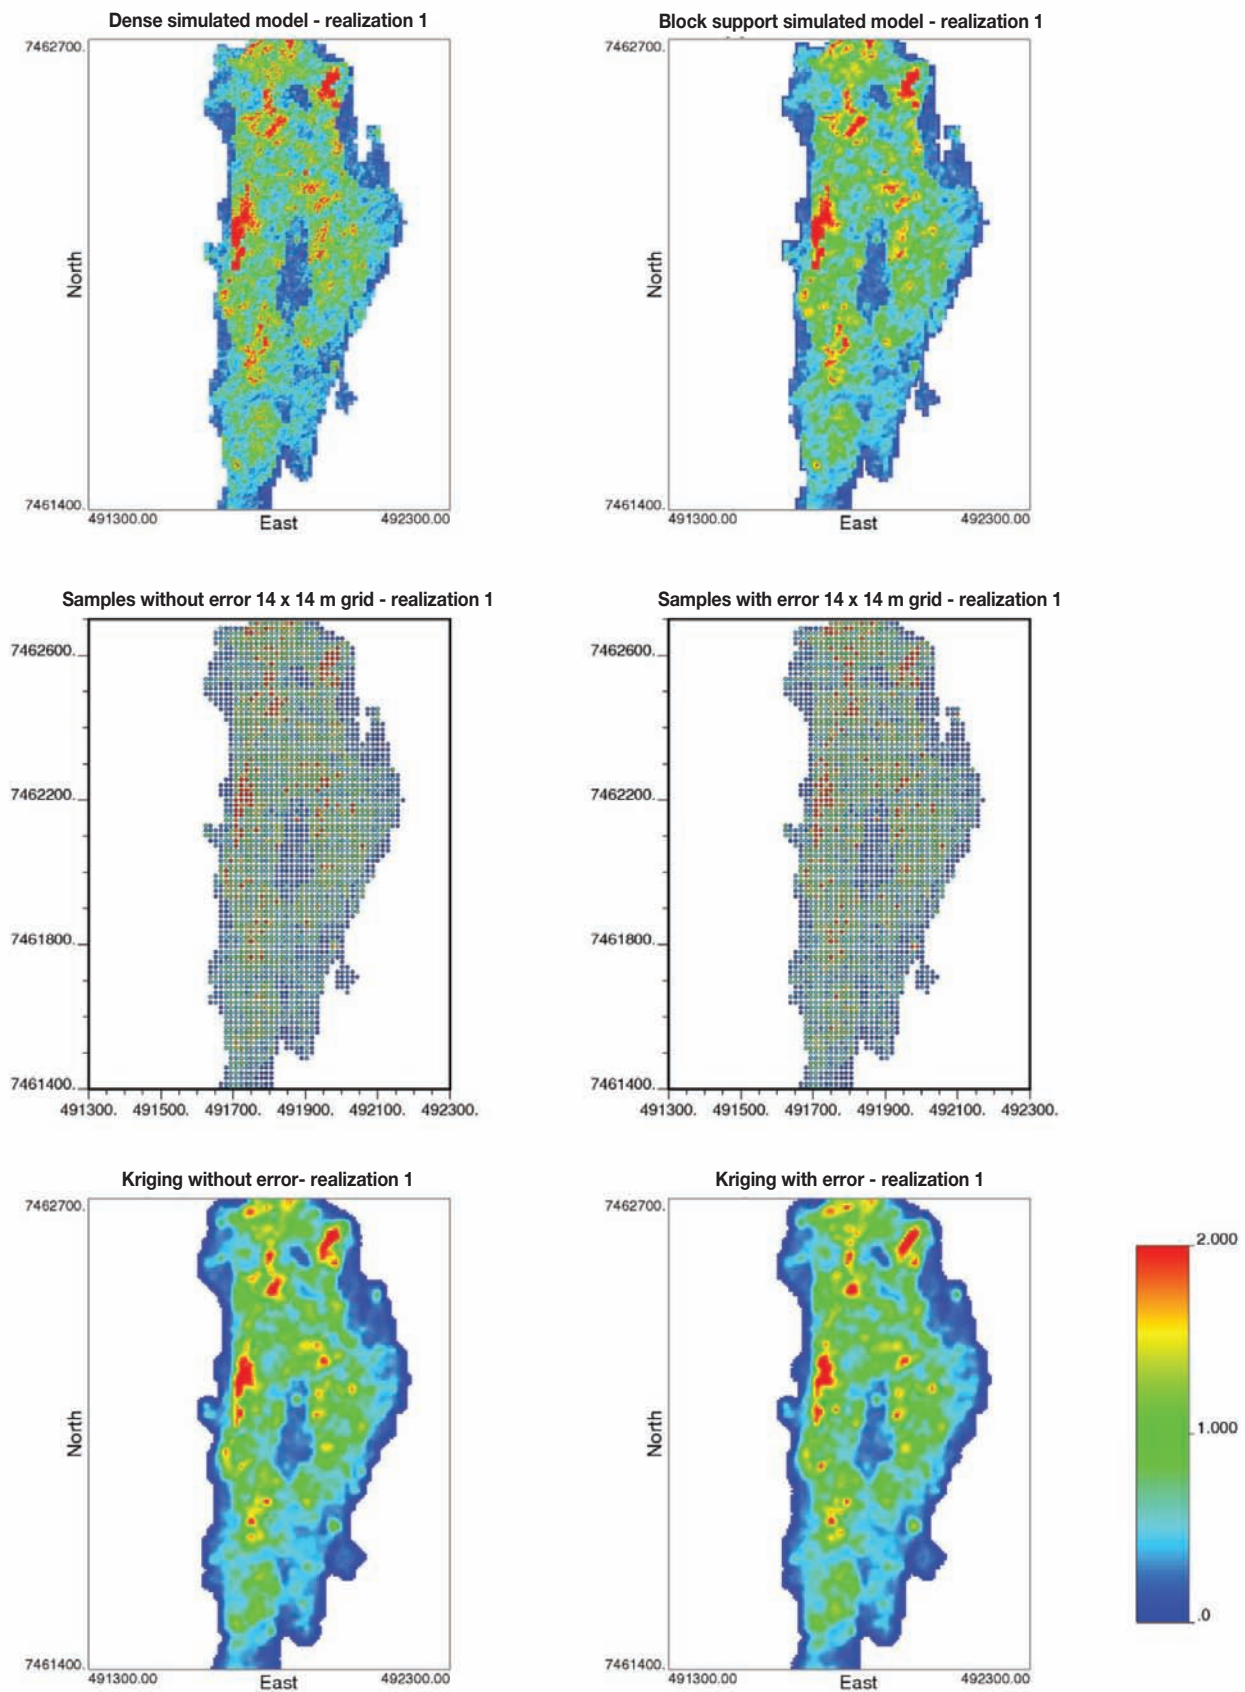 Dense simulated model - realization 1
Block support simulated model - realization 1
7462700.
7462700.
North
North
7461400.
7461400.
491300.00
East
492300.00
491300.00
East
492300.00
Samples without error 14 x 14 m grid - realization 1
Samples with error 14 x 14 m grid - realization 1
7462600.
7462600.
7462200.
7462200.
7461800.
7461800.
7461400.
7461400.
491300. 491500. 491700. 491900. 492100. 492300.
491300. 491500. 491700. 491900. 492100. 492300.
Kriging without error- realization 1
Kriging with error - realization 1
7462700.
7462700.
2.000
North
North
1.000
.0
7461400.
7461400.
491300.00
East
492300.00
491300.00
East
492300.00